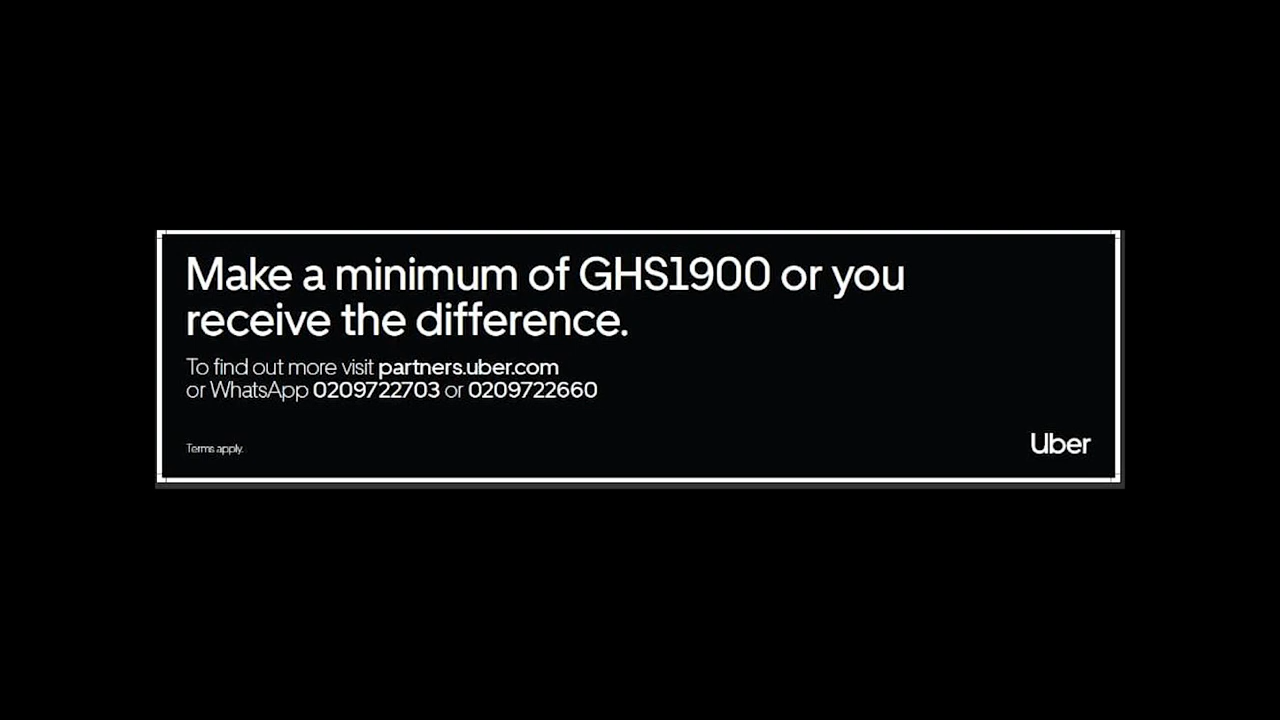 Make a minimum of GHS1900 or you
receive the difference.
To find out more visit partners.uber.com
or WhatsApp 0209722703 or 0209722660
Terms apply.
Uber